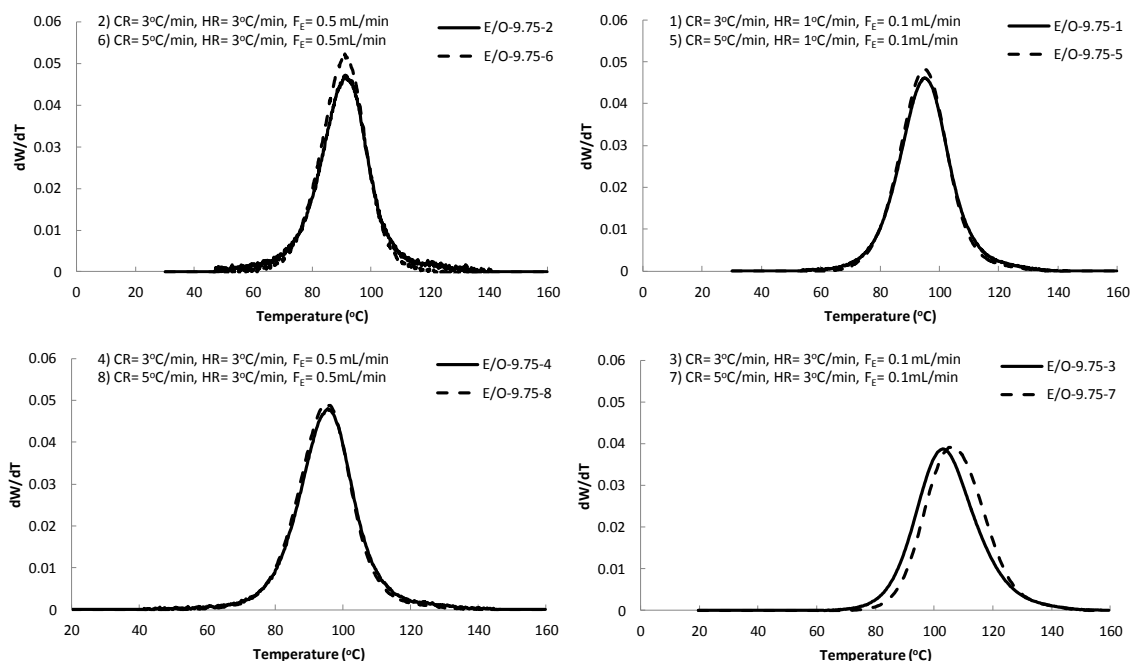 2) CR= 3°C/min, HR= 3°C/min, F_E= 0.5 mL/min
6) CR= 5°C/min, HR= 3°C/min, F_E= 0.5mL/min
E/O-9.75-2
E/O-9.75-6
0.06
0.05
0.04
0.03
0.02
0.01
0
dW/dT
0 20 40 60 80 100 120 140 160
Temperature (°C)
1) CR= 3°C/min, HR= 1°C/min, F_E= 0.1 mL/min
5) CR= 5°C/min, HR= 1°C/min, F_E= 0.1mL/min
E/O-9.75-1
E/O-9.75-5
0.06
0.05
0.04
0.03
0.02
0.01
0
dW/dT
0 20 40 60 80 100 120 140 160
Temperature (°C)
4) CR= 3°C/min, HR= 3°C/min, F_E= 0.5 mL/min
8) CR= 5°C/min, HR= 3°C/min, F_E= 0.5mL/min
E/O-9.75-4
E/O-9.75-8
0.06
0.05
0.04
0.03
0.02
0.01
0
dW/dT
20 40 60 80 100 120 140 160
Temperature (°C)
3) CR= 3°C/min, HR= 3°C/min, F_E= 0.1 mL/min
7) CR= 5°C/min, HR= 3°C/min, F_E= 0.1mL/min
E/O-9.75-3
E/O-9.75-7
0.06
0.05
0.04
0.03
0.02
0.01
0
dW/dT
0 20 40 60 80 100 120 140 160
Temperature (°C)